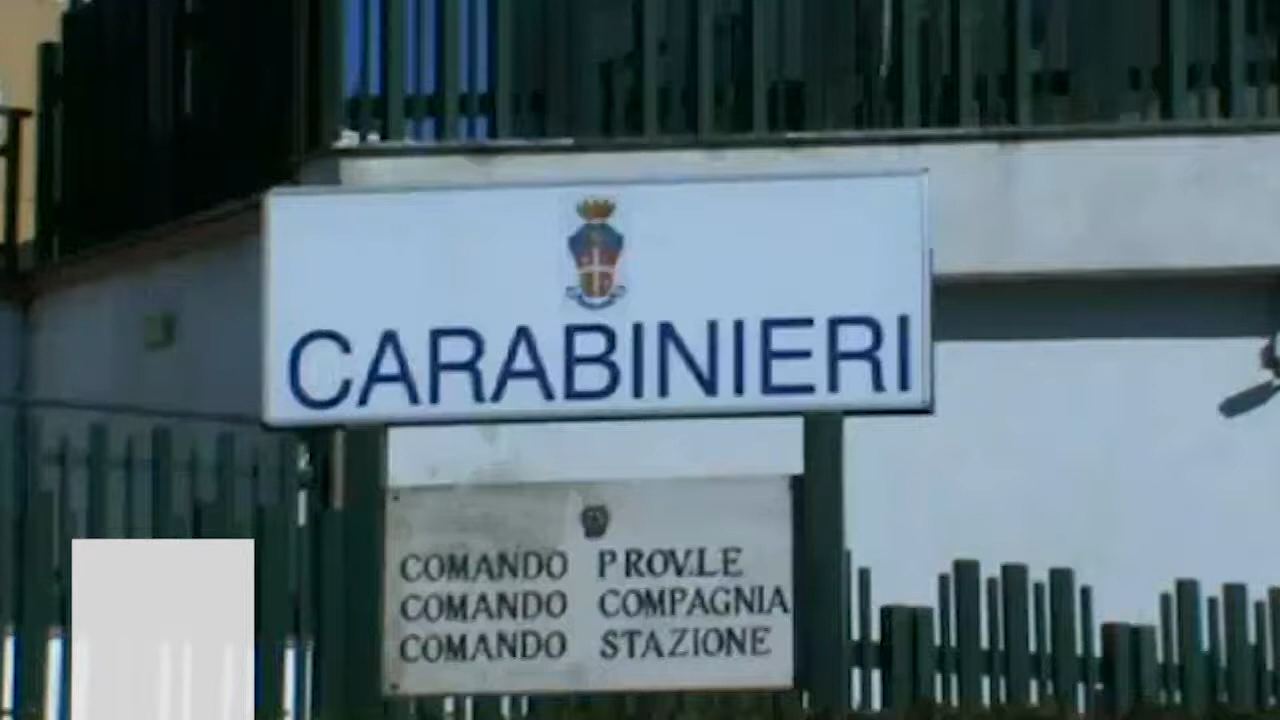 CARABINIERI
COMANDO PROV.LE
COMANDO COMPAGNIA
COMANDO STAZIONE